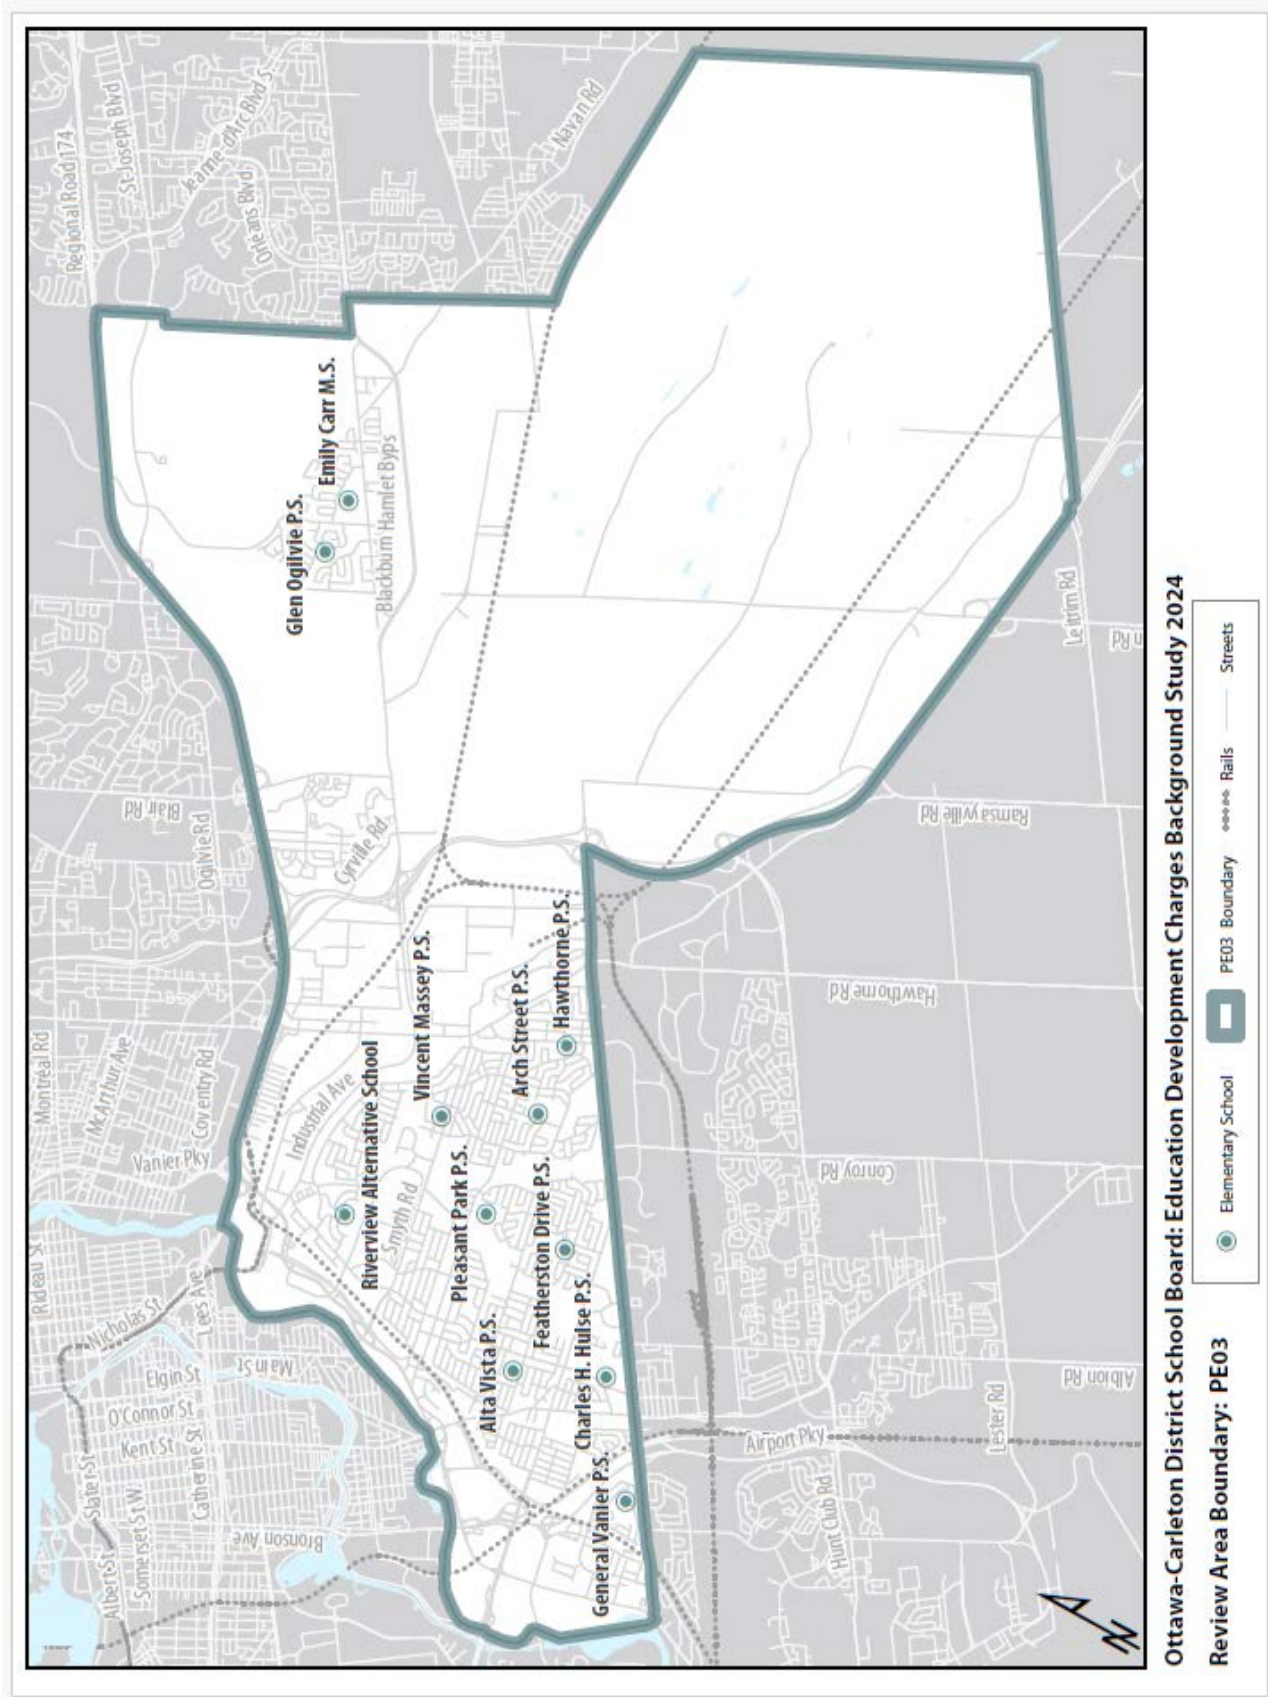 Regional Road 174
St-Joseph Blvd
Jeanne-d'Arc Blvd S
Orléans Blvd
Navan Rd
Montréal Rd
McArthur Ave
Coventry Rd
Vanier Pky
Ogilvie Rd
Blair Rd
Cyrville Rd
Industrial Ave
Smyth Rd
Blackburn Hamlet Byps
Rideau St
Nicholas St
Lees Ave
Elgin St
Main St
O'Connor St
Kent St
Slater St
Catherine St
Albert St
Somerset St W
Bronson Ave
Glen Ogilvie P.S.
Emily Carr M.S.
Riverview Alternative School
Vincent Massey P.S.
Pleasant Park P.S.
Arch Street P.S.
Hawthorne P.S.
Alta Vista P.S.
Featherston Drive P.S.
Charles H. Hulse P.S.
General Vanier P.S.
Airport Pky
Hunt Club Rd
Lester Rd
Albion Rd
Conroy Rd
Hawthorne Rd
Ramsayville Rd
Leitrim Rd
n Rd
N
Ottawa-Carleton District School Board: Education Development Charges Background Study 2024
Review Area Boundary: PE03
Elementary School
PE03 Boundary
Rails
Streets